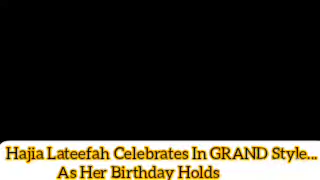 Hajia Lateefah Celebrates In GRAND Style...
As Her Birthday Holds